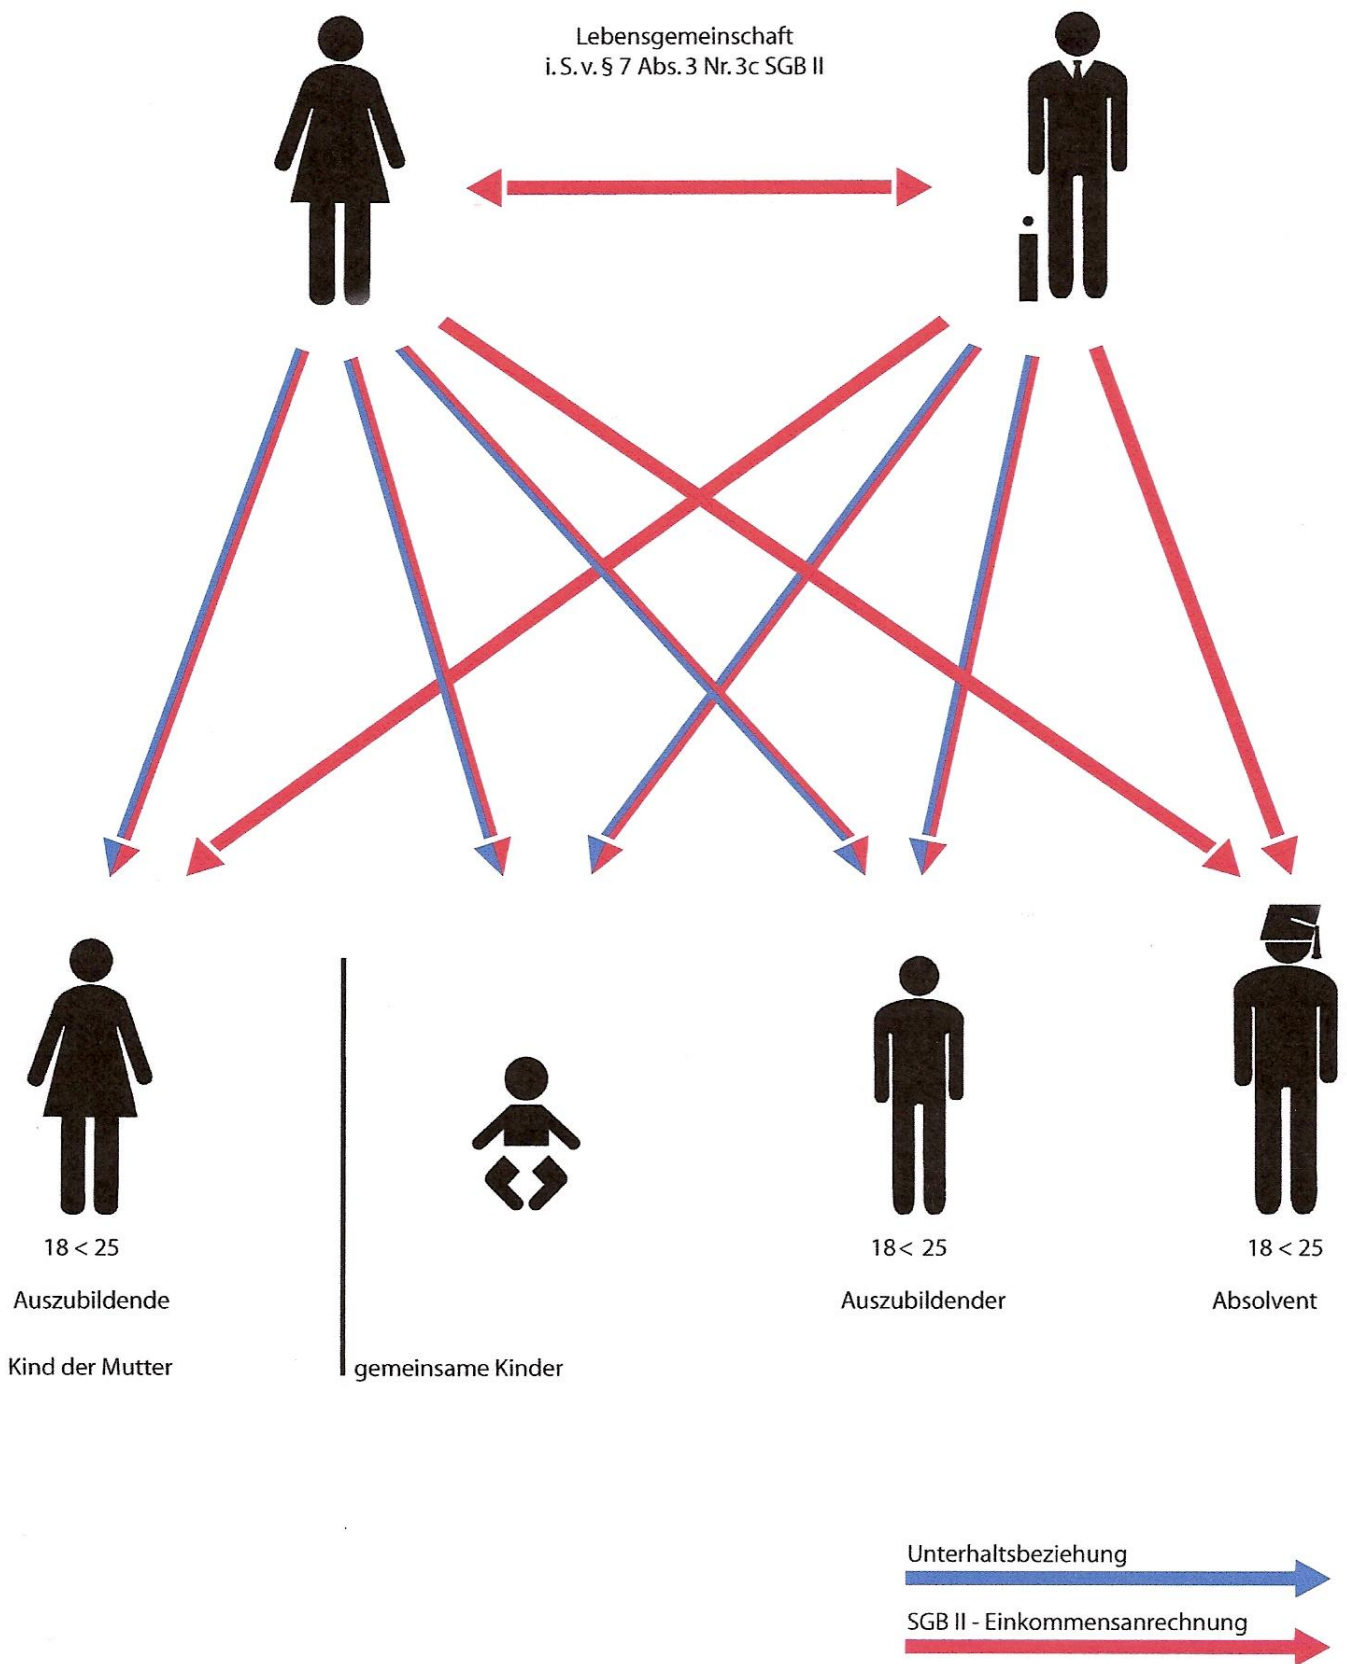 Lebensgemeinschaft
i. S. v. § 7 Abs. 3 Nr. 3c SGB II
18 < 25
Auszubildende
Kind der Mutter
gemeinsame Kinder
18 < 25
Auszubildender
18 < 25
Absolvent
Unterhaltsbeziehung
SGB II - Einkommensanrechnung